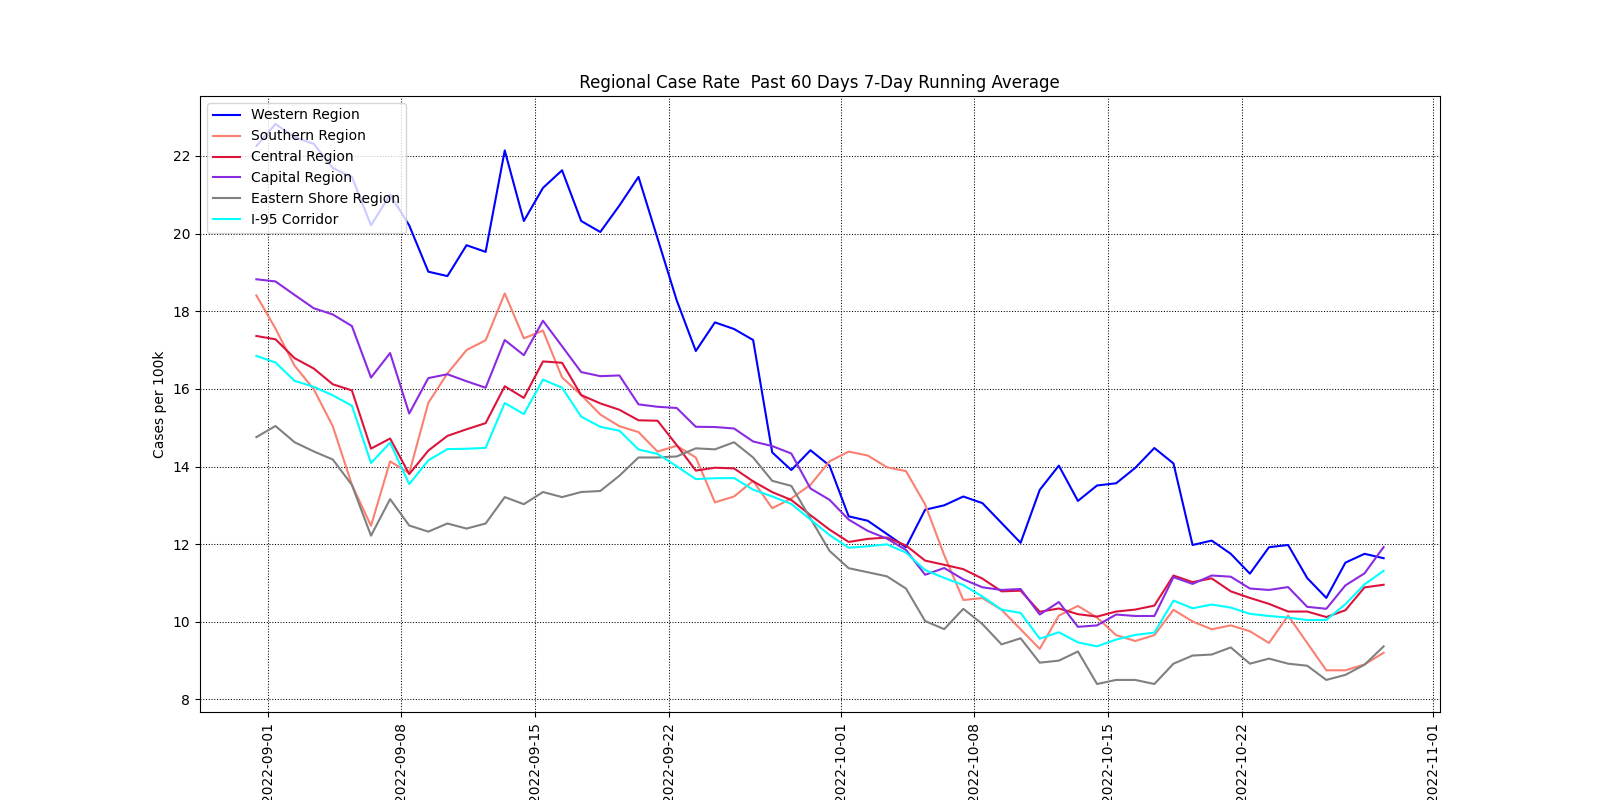 Regional Case Rate  Past 60 Days 7-Day Running Average
Western Region
Southern Region
Central Region
Capital Region
Eastern Shore Region
I-95 Corridor
Cases per 100k
22
20
18
16
14
12
10
8
2022-09-01
2022-09-08
2022-09-15
2022-09-22
2022-10-01
2022-10-08
2022-10-15
2022-10-22
2022-11-01